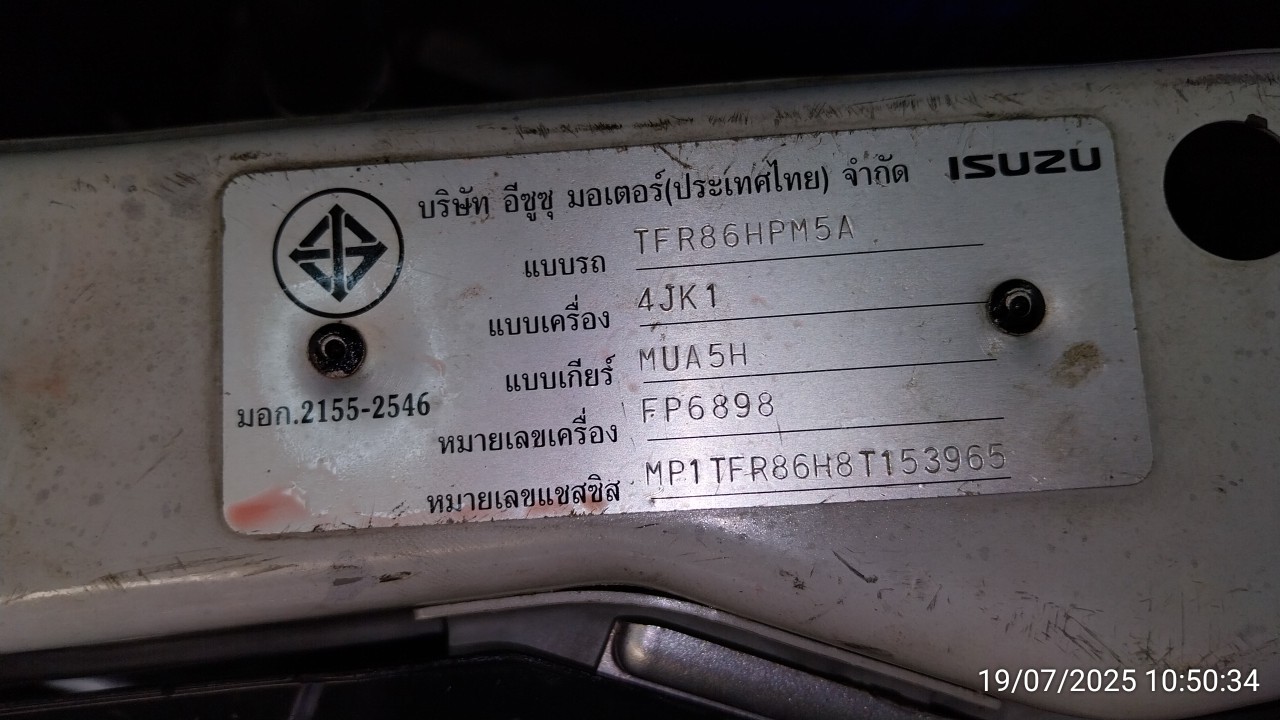 บริษัท อีซูซุ มอเตอร์(ประเทศไทย) จำกัด ISUZU
แบบรถ TFR86HPM5A
แบบเครื่อง 4JK1
แบบเกียร์ MUA5H
มอก.2155-2546
หมายเลขเครื่อง FP6898
หมายเลขแชสซิส MP1TFR86H8T153965
19/07/2025 10:50:34